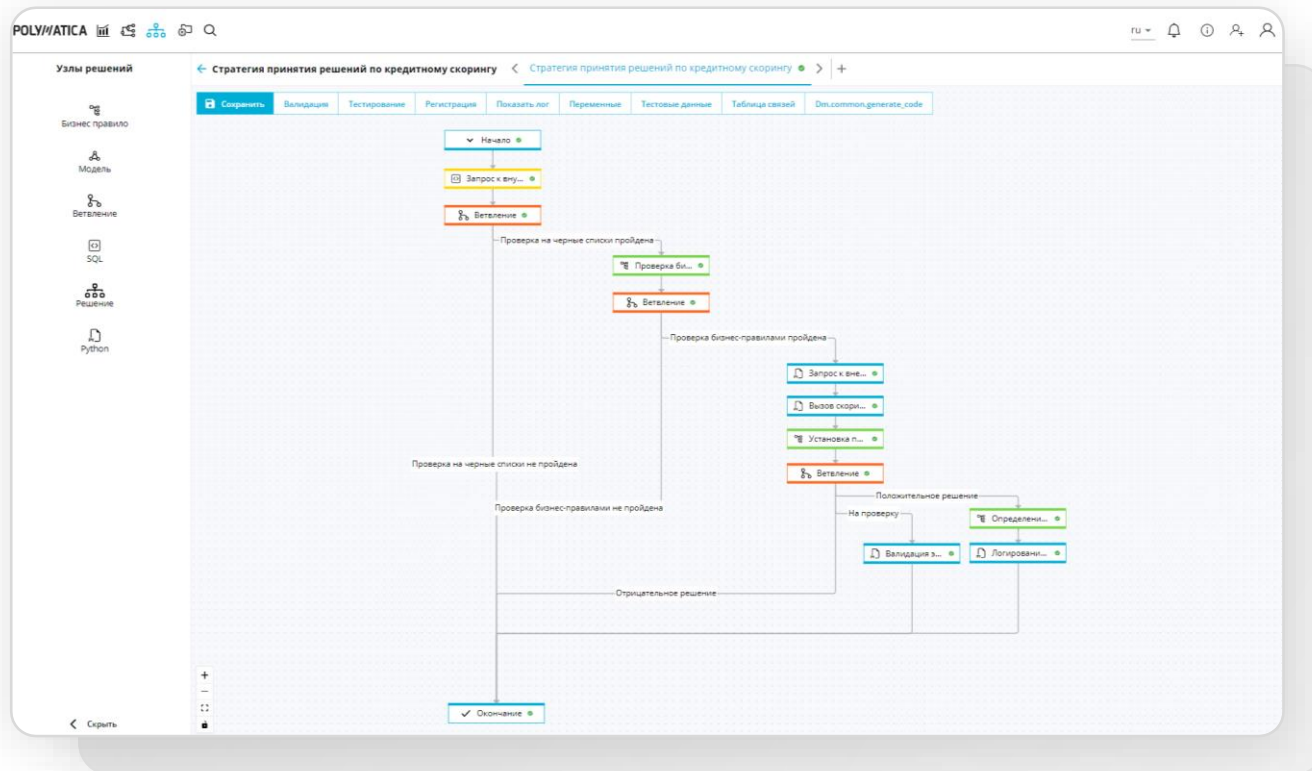 POLYMATICA
ru
Узлы решений
Стратегия принятия решений по кредитному скорингу
Стратегия принятия решений по кредитному скорингу
Сохранить
Валидация
Тестирование
Регистрация
Показать лог
Переменные
Тестовые данные
Таблица связей
Dm.common.generate_code
Бизнес правило
Модель
Ветвление
SQL
Решение
Python
Начало
Запрос к вну...
Ветвление
Проверка на черные списки пройдена
Проверка би...
Ветвление
Проверка бизнес-правилами пройдена
Запрос к вне...
Вызов скори...
Установка п...
Проверка на черные списки не пройдена
Ветвление
Положительное решение
Проверка бизнес-правилами не пройдена
На проверку
Определени...
Валидация з...
Логировани...
Отрицательное решение
Окончание
Скрыть